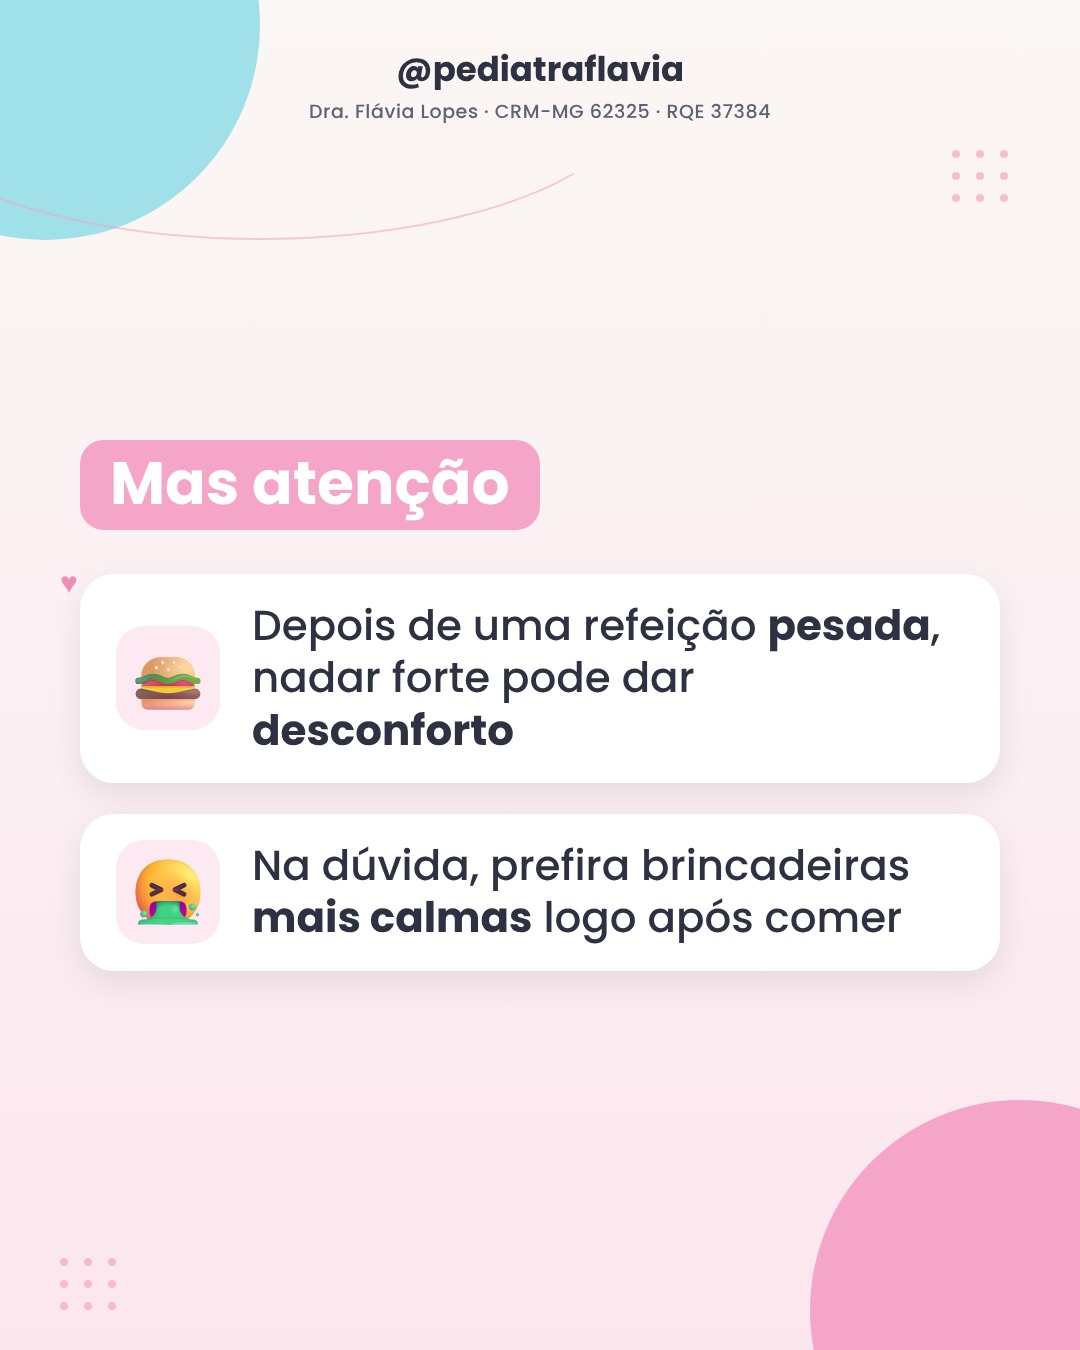 @pediatraflavia
Dra. Flávia Lopes · CRM-MG 62325 · RQE 37384
Mas atenção
Depois de uma refeição pesada,
nadar forte pode dar
desconforto
Na dúvida, prefira brincadeiras
mais calmas logo após comer